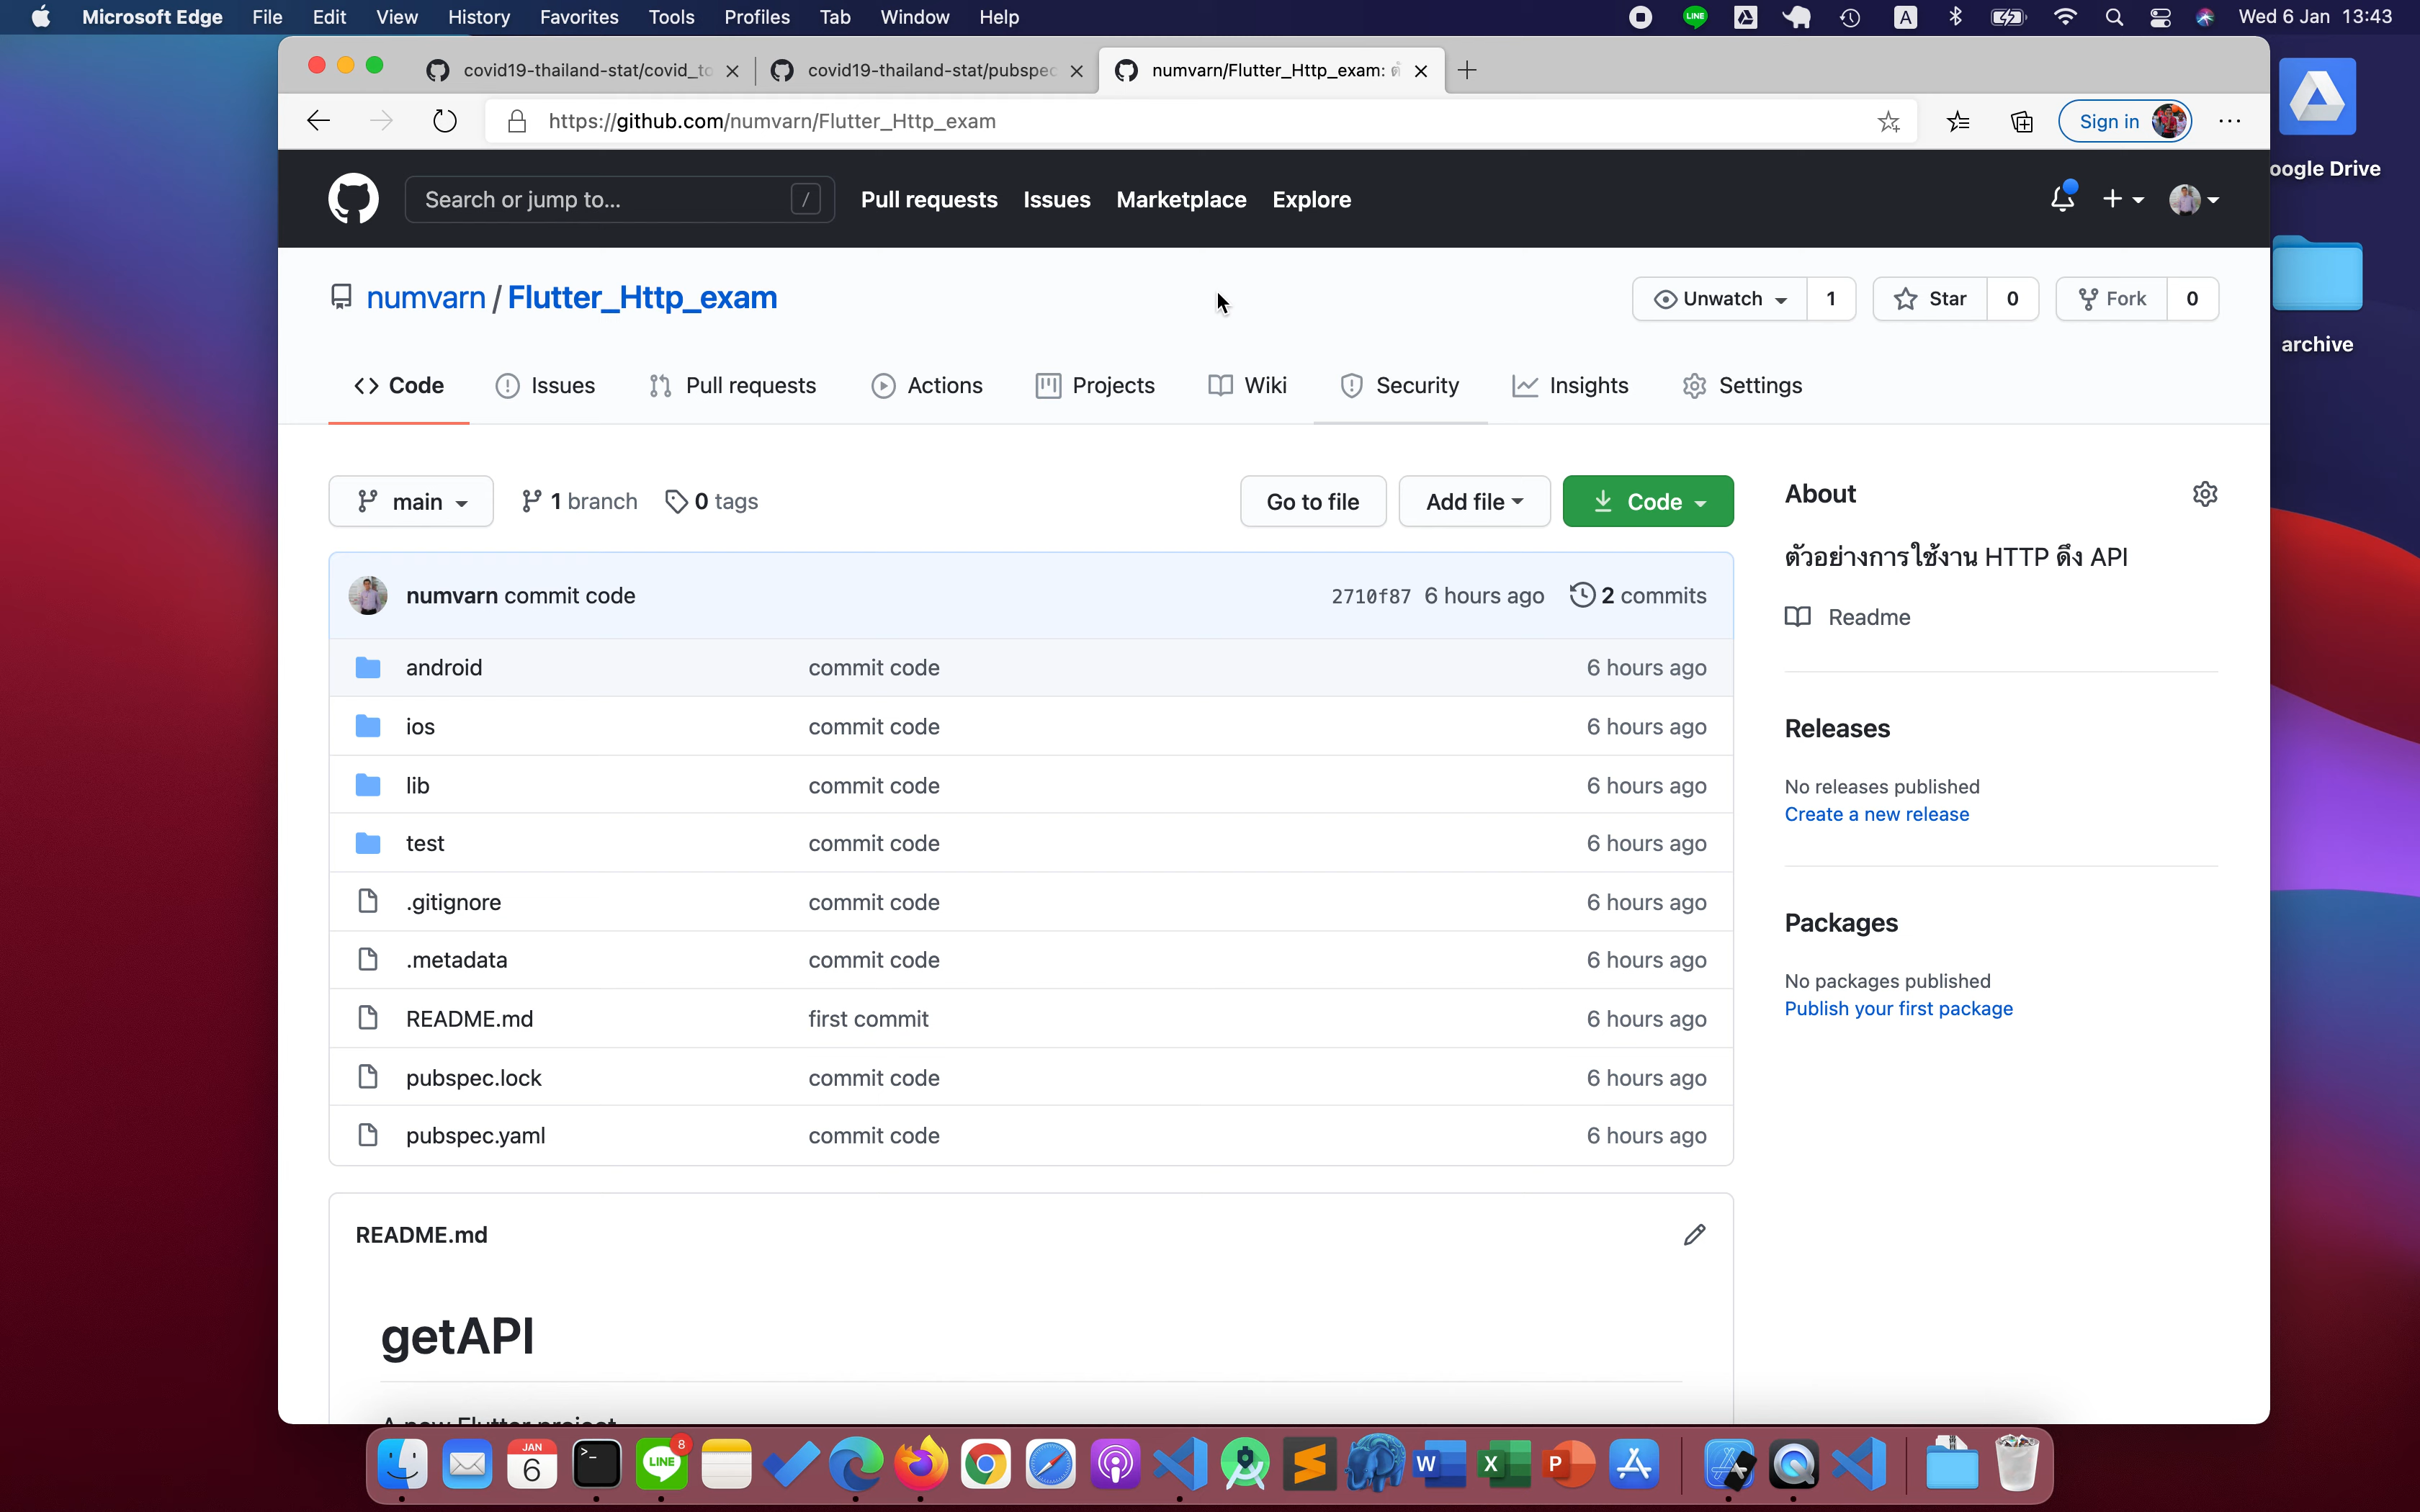 Microsoft Edge File Edit View History Favorites Tools Profiles Tab Window Help LINE A Wed 6 Jan 13:43
covid19-thailand-stat/covid_to covid19-thailand-stat/pubspec numvarn/Flutter_Http_exam: ตั
https://github.com/numvarn/Flutter_Http_exam Sign in
Search or jump to... / Pull requests Issues Marketplace Explore
oogle Drive
archive
numvarn / Flutter_Http_exam Unwatch 1 Star 0 Fork 0
Code Issues Pull requests Actions Projects Wiki Security Insights Settings
main 1 branch 0 tags Go to file Add file Code
numvarn commit code 2710f87 6 hours ago 2 commits
android commit code 6 hours ago
ios commit code 6 hours ago
lib commit code 6 hours ago
test commit code 6 hours ago
.gitignore commit code 6 hours ago
.metadata commit code 6 hours ago
README.md first commit 6 hours ago
pubspec.lock commit code 6 hours ago
pubspec.yaml commit code 6 hours ago
About
ตัวอย่างการใช้งาน HTTP ดึง API
Readme
Releases
No releases published
Create a new release
Packages
No packages published
Publish your first package
README.md
getAPI
A new Flutter project
JAN
6
>_
LINE
8
W
X
P